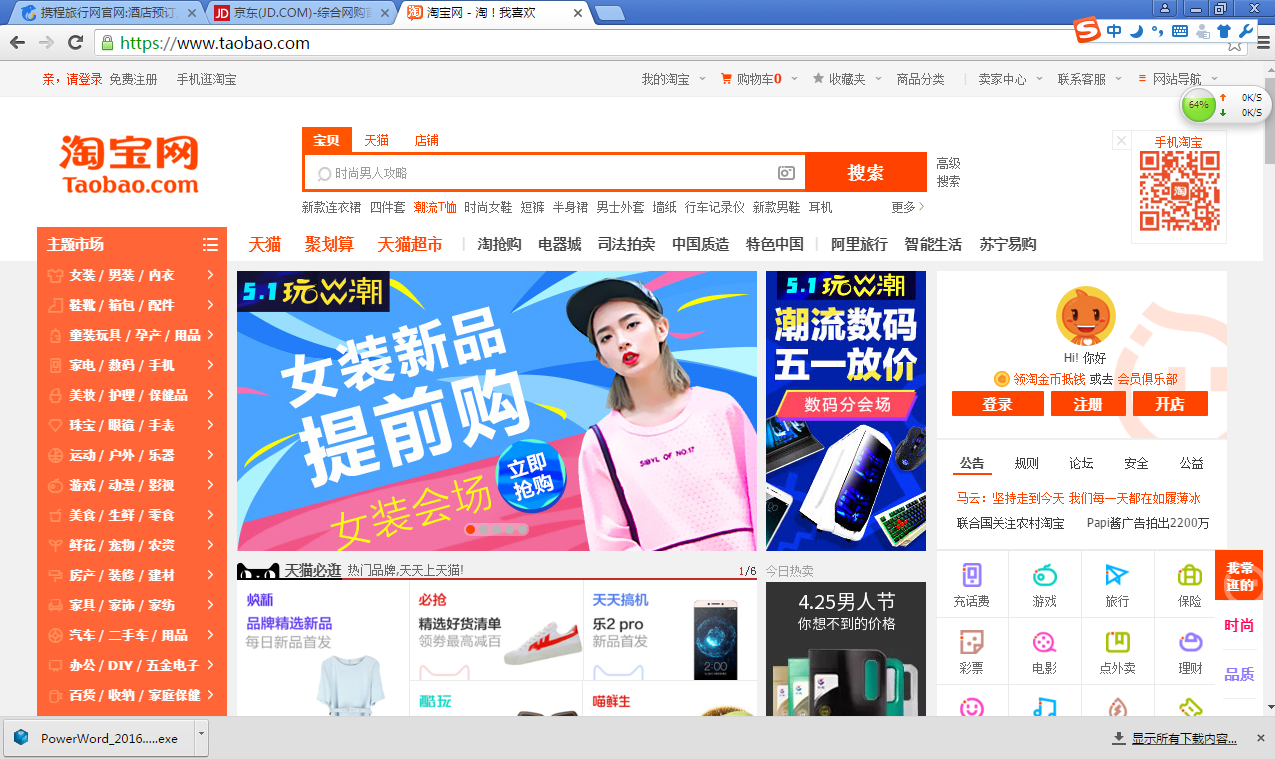 携程旅行网官网:酒店预订
京东(JD.COM)-综合网购
淘宝网 - 淘！我喜欢
https://www.taobao.com
中
亲，请登录 免费注册 手机逛淘宝
我的淘宝 购物车0 收藏夹 商品分类 卖家中心 联系客服 网站导航
64% 0K/S
0K/S
淘宝网
Taobao.com
宝贝 天猫 店铺
时尚男人攻略
搜索
高级
搜索
手机淘宝
新款连衣裙 四件套 潮流T恤 时尚女鞋 短裤 半身裙 男士外套 墙纸 行车记录仪 新款男鞋 耳机 更多
主题市场
天猫 聚划算 天猫超市 淘抢购 电器城 司法拍卖 中国质造 特色中国 阿里旅行 智能生活 苏宁易购
女装 / 男装 / 内衣
鞋靴 / 箱包 / 配件
童装玩具 / 孕产 / 用品
家电 / 数码 / 手机
美妆 / 护理 / 保健品
珠宝 / 眼镜 / 手表
运动 / 户外 / 乐器
游戏 / 动漫 / 影视
美食 / 生鲜 / 零食
鲜花 / 宠物 / 农资
房产 / 装修 / 建材
家具 / 家饰 / 家纺
汽车 / 二手车 / 用品
办公 / DIY / 五金电子
百货 / 收纳 / 家庭保健
5.1玩出潮
女装新品
提前购
立即
抢购
女装会场
SIBYL OF NO.17
5.1玩出潮
潮流数码
五一放价
数码分会场
Hi! 你好
领淘金币抵钱 或去 会员俱乐部
登录 注册 开店
公告 规则 论坛 安全 公益
马云：坚持走到今天 我们每一天都在如履薄冰
联合国关注农村淘宝 Papi酱广告拍出2200万
天猫必逛 热门品牌,天天上天猫! 1/6
焕新
品牌精选新品
每日新品首发
必抢
精选好货清单
领券最高减百
天天搞机
乐2 pro
新品首发
2:00
酷玩
喵鲜生
今日热卖
4.25男人节
你想不到的价格
充话费 游戏 旅行 保险
彩票 电影 点外卖 理财
我常
逛的
时尚
品质
PowerWord_2016.....exe
显示所有下载内容...